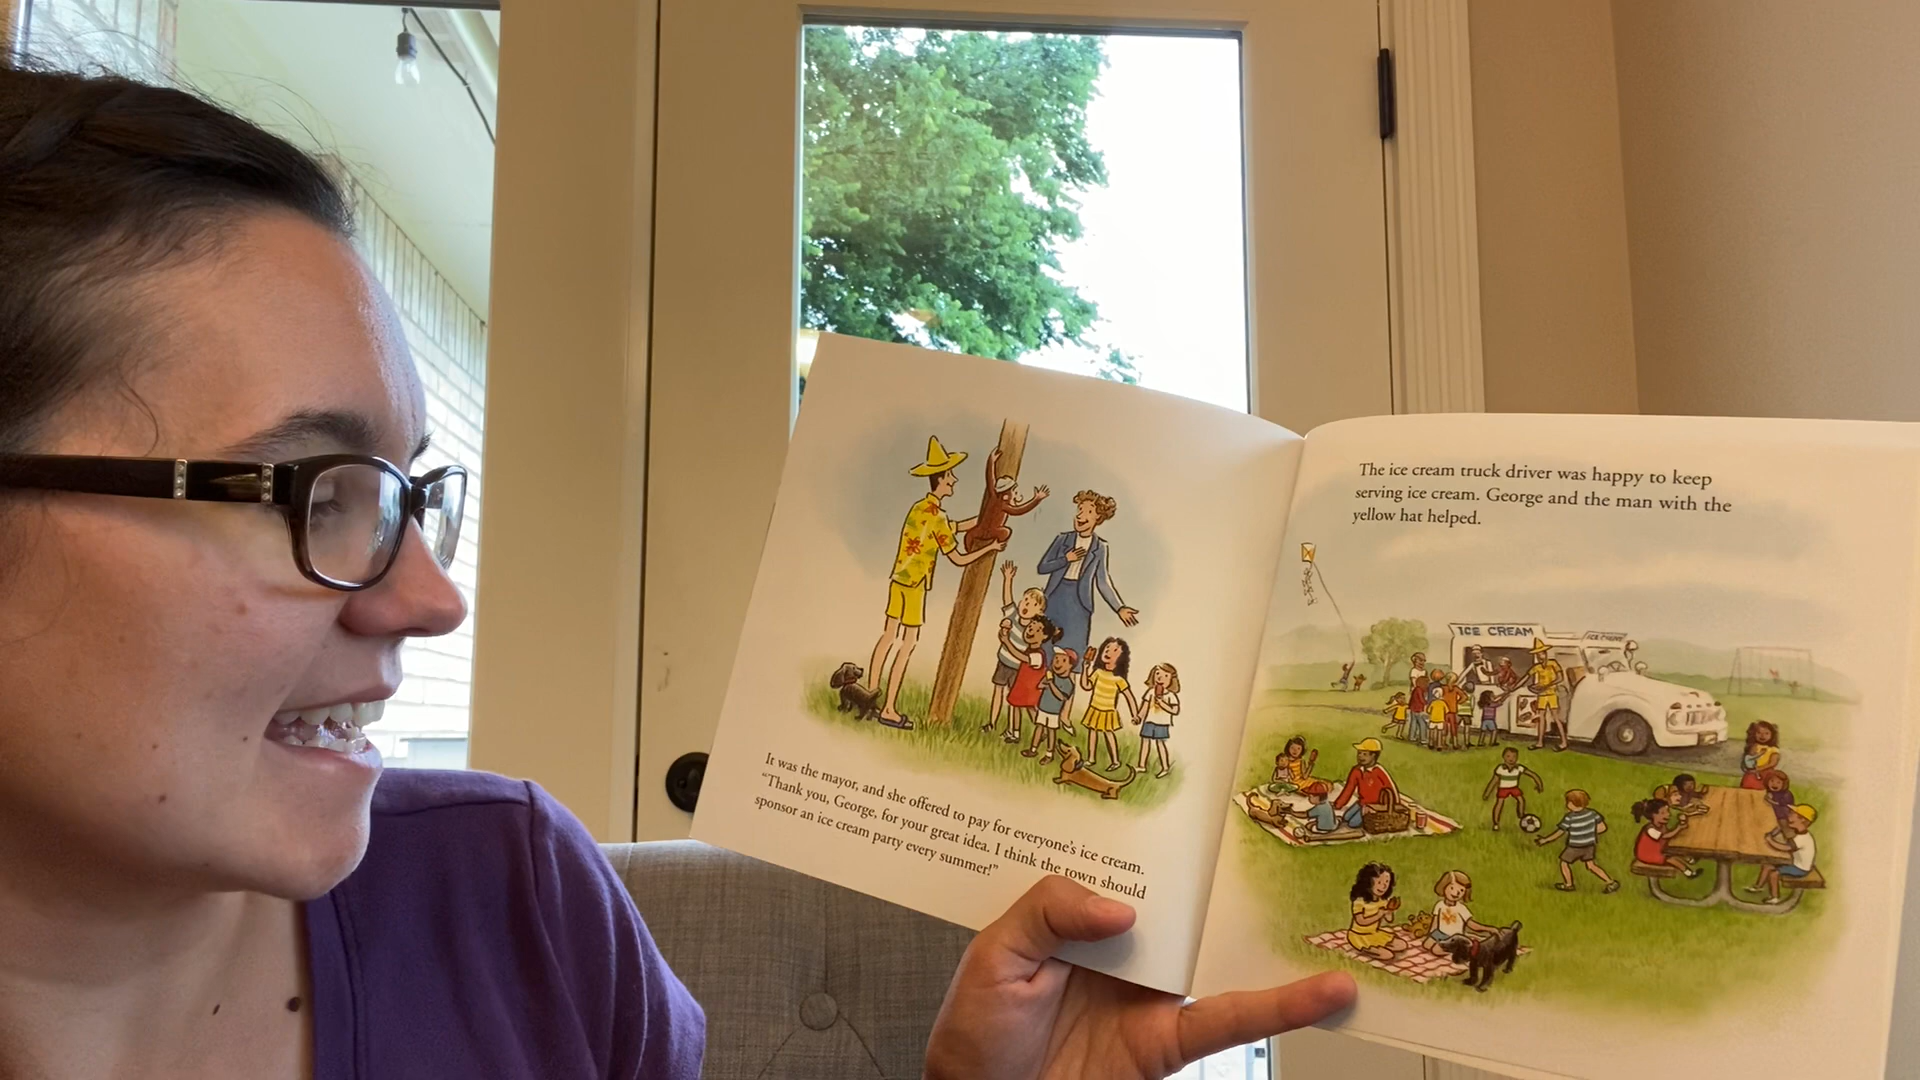 It was the mayor, and she offered to pay for everyone's ice cream.
"Thank you, George, for your great idea. I think the town should
sponsor an ice cream party every summer!"
The ice cream truck driver was happy to keep
serving ice cream. George and the man with the
yellow hat helped.
ICE CREAM
ICE CREAM